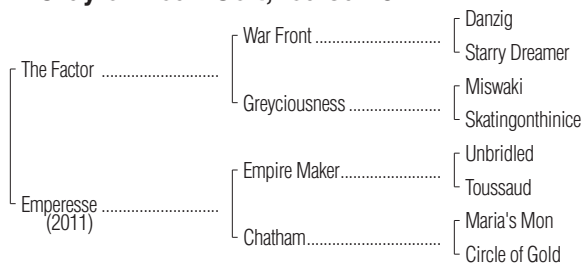 Danzig
War Front ........................
Starry Dreamer
The Factor ................................
Miswaki
Greyciousness ......................
Skatingonthinice
Unbridled
Empire Maker........................
Toussaud
Emperesse ................................
(2011)
Maria's Mon
Chatham................................
Circle of Gold